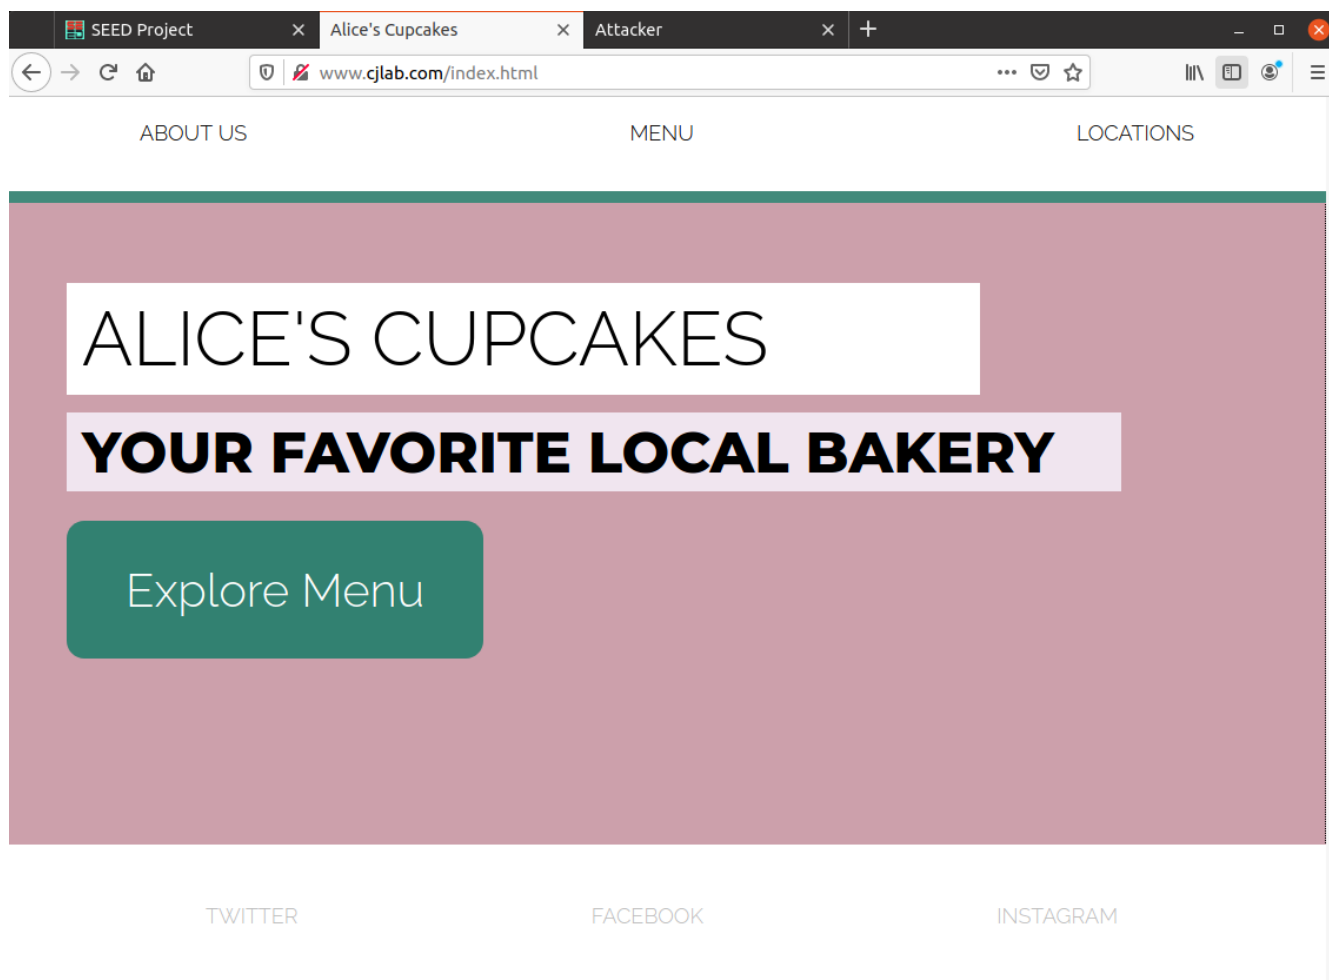 SEED Project Alice's Cupcakes Attacker
www.cjlab.com/index.html
ABOUT US MENU LOCATIONS
ALICE'S CUPCAKES
YOUR FAVORITE LOCAL BAKERY
Explore Menu
TWITTER FACEBOOK INSTAGRAM